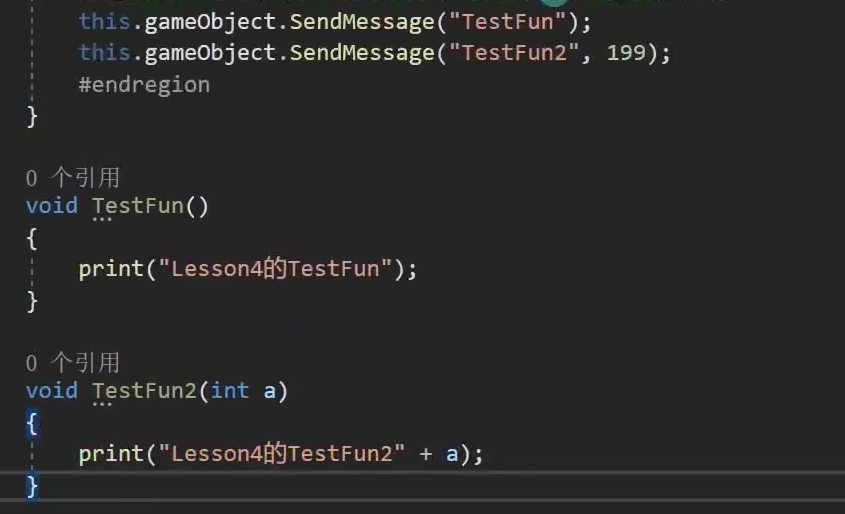 this.gameObject.SendMessage("TestFun");
this.gameObject.SendMessage("TestFun2", 199);
#endregion
}
0 个引用
void TestFun()
{
print("Lesson4的TestFun");
}
0 个引用
void TestFun2(int a)
{
print("Lesson4的TestFun2" + a);
}